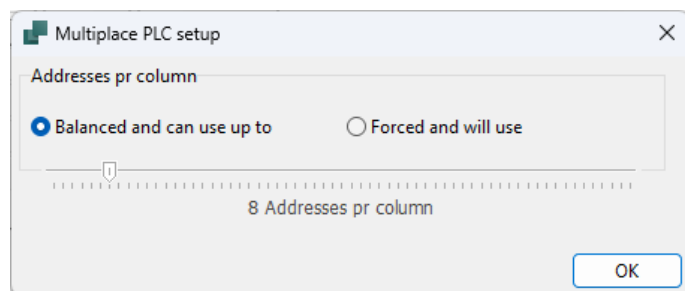 Multiplace PLC setup
Addresses pr column
Balanced and can use up to
Forced and will use
8 Addresses pr column
OK